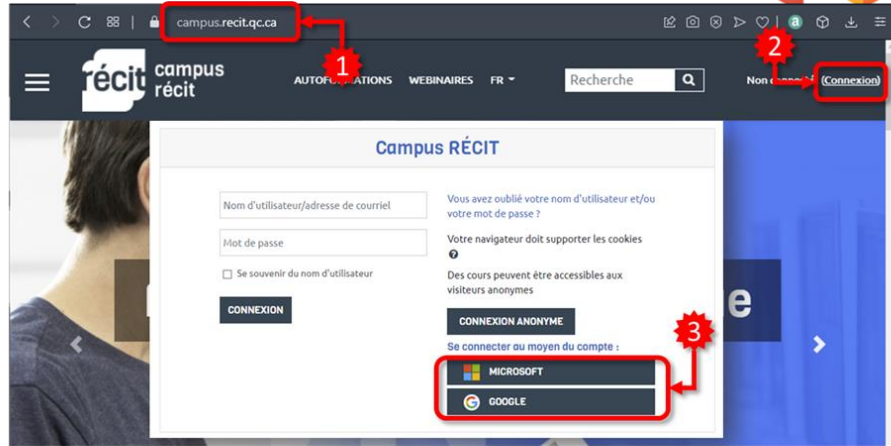 campus.recit.qc.ca
a
1
2
récit campus récit
AUTOFORMATIONS WEBINAIRES FR
Recherche
Non connecté (Connexion)
Campus RÉCIT
Nom d'utilisateur/adresse de courriel
Mot de passe
Se souvenir du nom d'utilisateur
CONNEXION
Vous avez oublié votre nom d'utilisateur et/ou
votre mot de passe ?
Votre navigateur doit supporter les cookies
?
Des cours peuvent être accessibles aux
visiteurs anonymes
CONNEXION ANONYME
Se connecter au moyen du compte :
3
MICROSOFT
GOOGLE
e